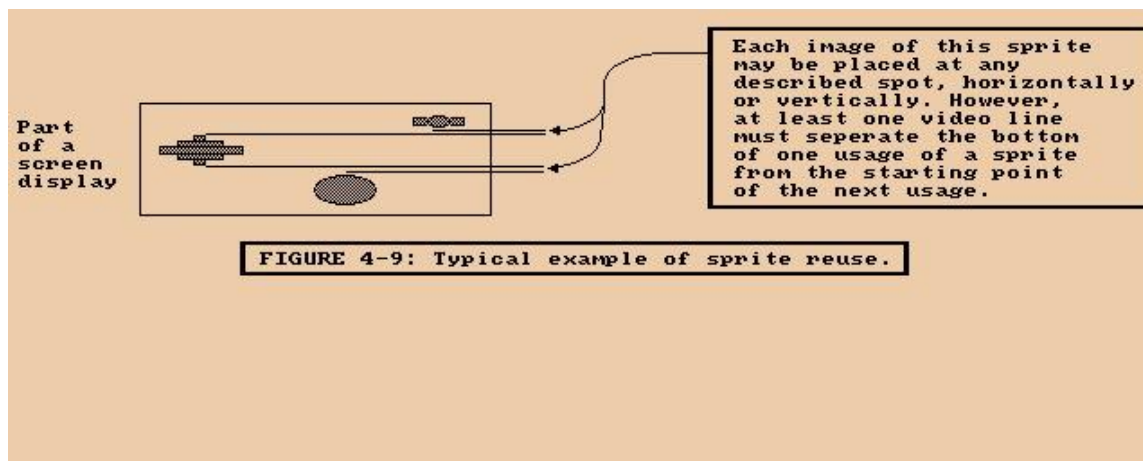 Part
of a
screen
display
Each image of this sprite
may be placed at any
described spot, horizontally
or vertically. However,
at least one video line
must seperate the bottom
of one usage of a sprite
from the starting point
of the next usage.
FIGURE 4-9: Typical example of sprite reuse.